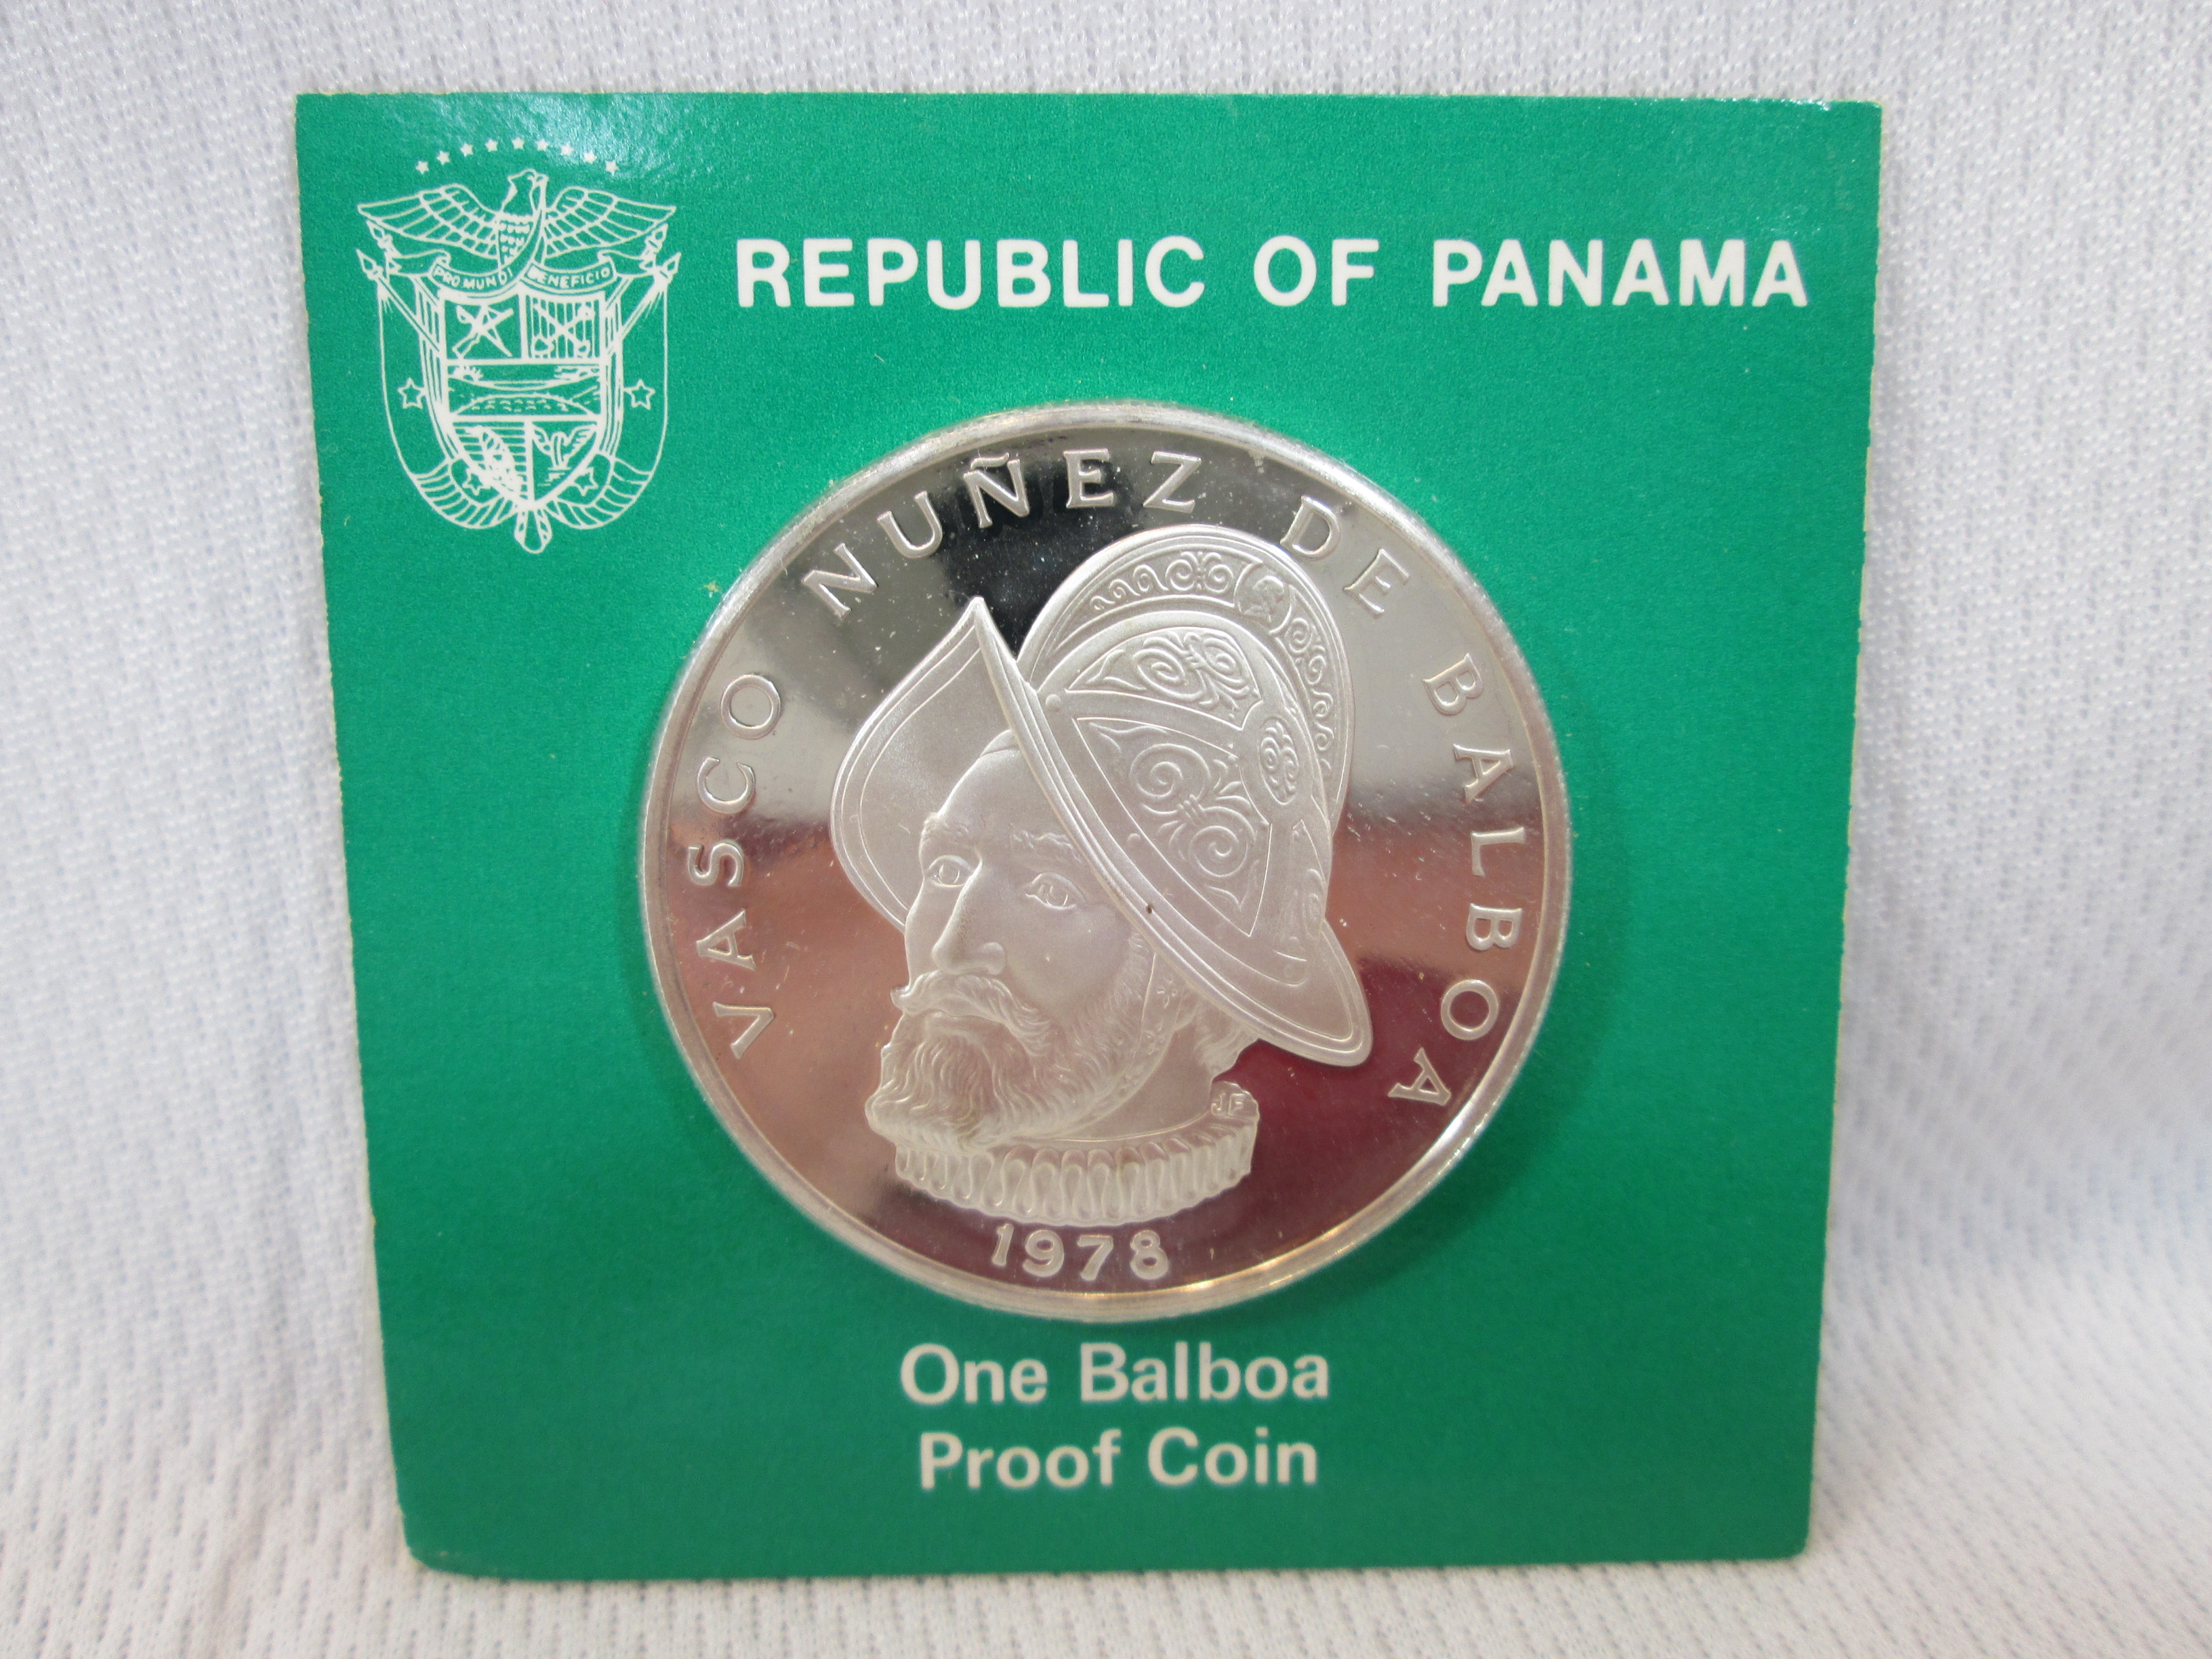 PRO MUNDI BENEFICIO
REPUBLIC OF PANAMA
VASCO NUÑEZ DE BALBOA
JF
1978
One Balboa
Proof Coin